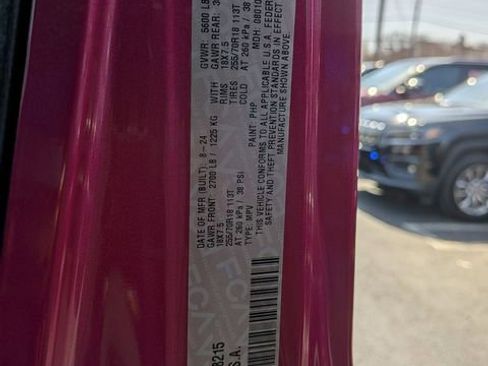 DATE OF MFR (BUILT): 8-24 GVWR: 5600 LB
GAWR FRONT: 2700 LB / 1225 KG WITH GAWR REAR:
18X7.5 RIMS 18X7.5
255/70R18 113T TIRES 255/70R18 113T
AT 260 kPa / 38 PSI COLD AT 260 kPa / 38
TYPE: MPV PAINT: PHP MDH:
THIS VEHICLE CONFORMS TO ALL APPLICABLE U.S.A. FEDER
SAFETY AND THEFT PREVENTION STANDARDS IN EFFECT
MANUFACTURE SHOWN ABOVE.
8215
S.A.
FCA